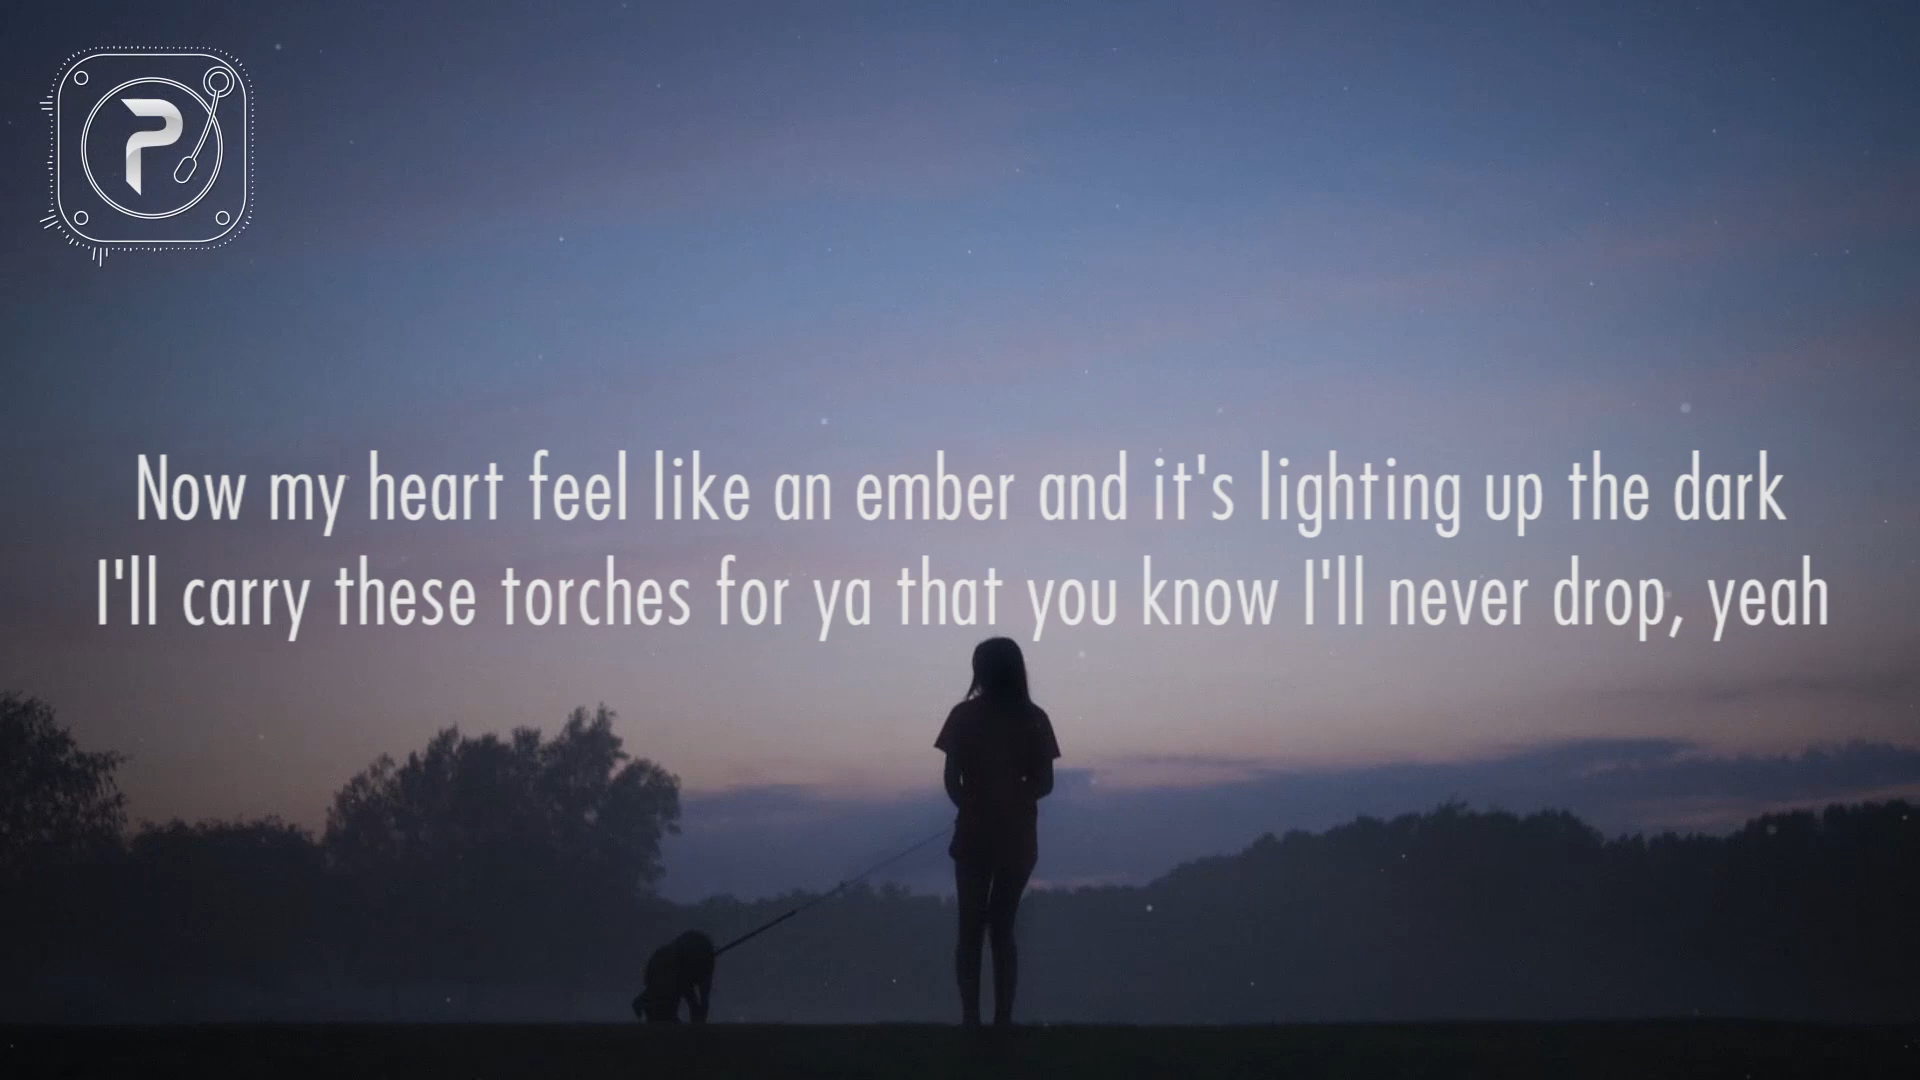 P
Now my heart feel like an ember and it's lighting up the dark
I'll carry these torches for ya that you know I'll never drop, yeah